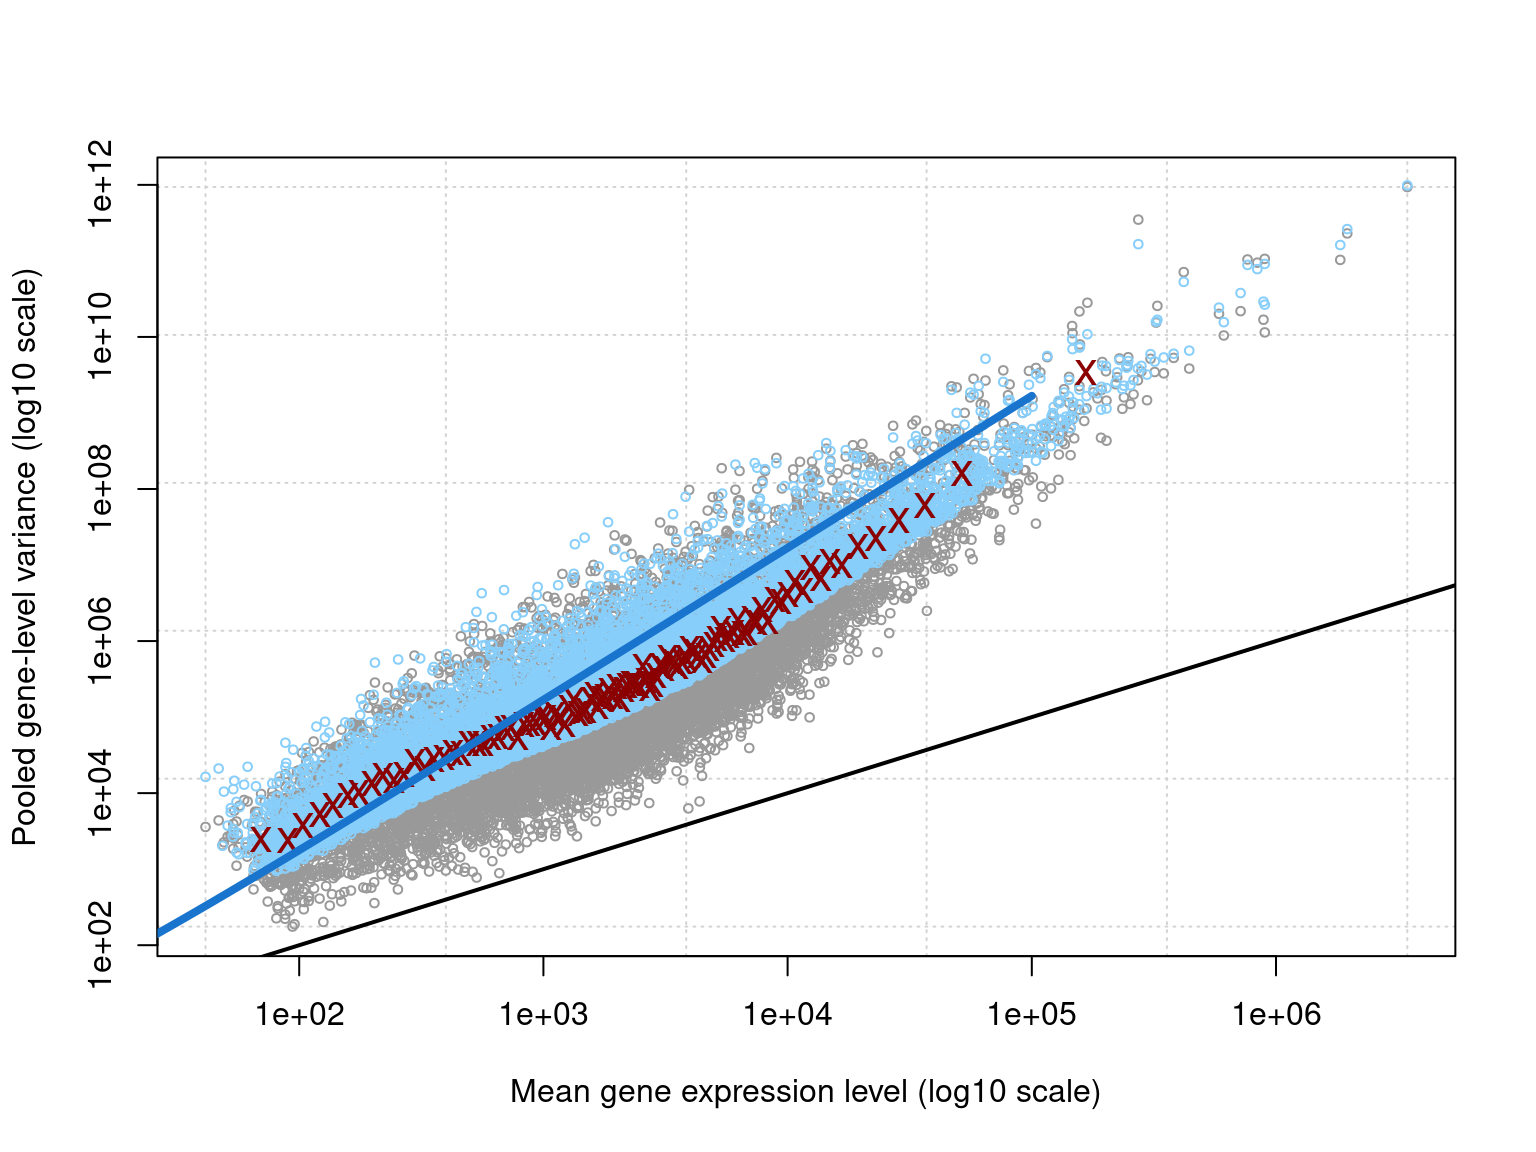 Pooled gene-level variance (log10 scale)
1e+12
1e+10
1e+08
1e+06
1e+04
1e+02
1e+02 1e+03 1e+04 1e+05 1e+06
Mean gene expression level (log10 scale)